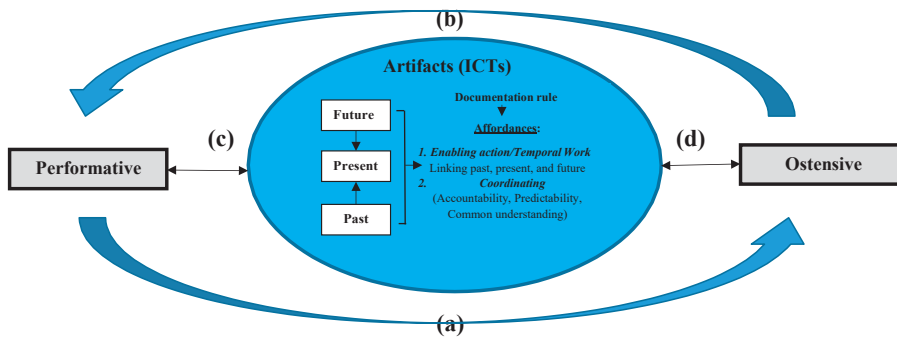 (b)
Artifacts (ICTs)
Documentation rule
Future
Affordances:
(c)
(d)
1. Enabling action/Temporal Work
Performative
Present
Linking past, present, and future
Ostensive
2. Coordinating
(Accountability, Predictability,
Past
Common understanding)
(a)